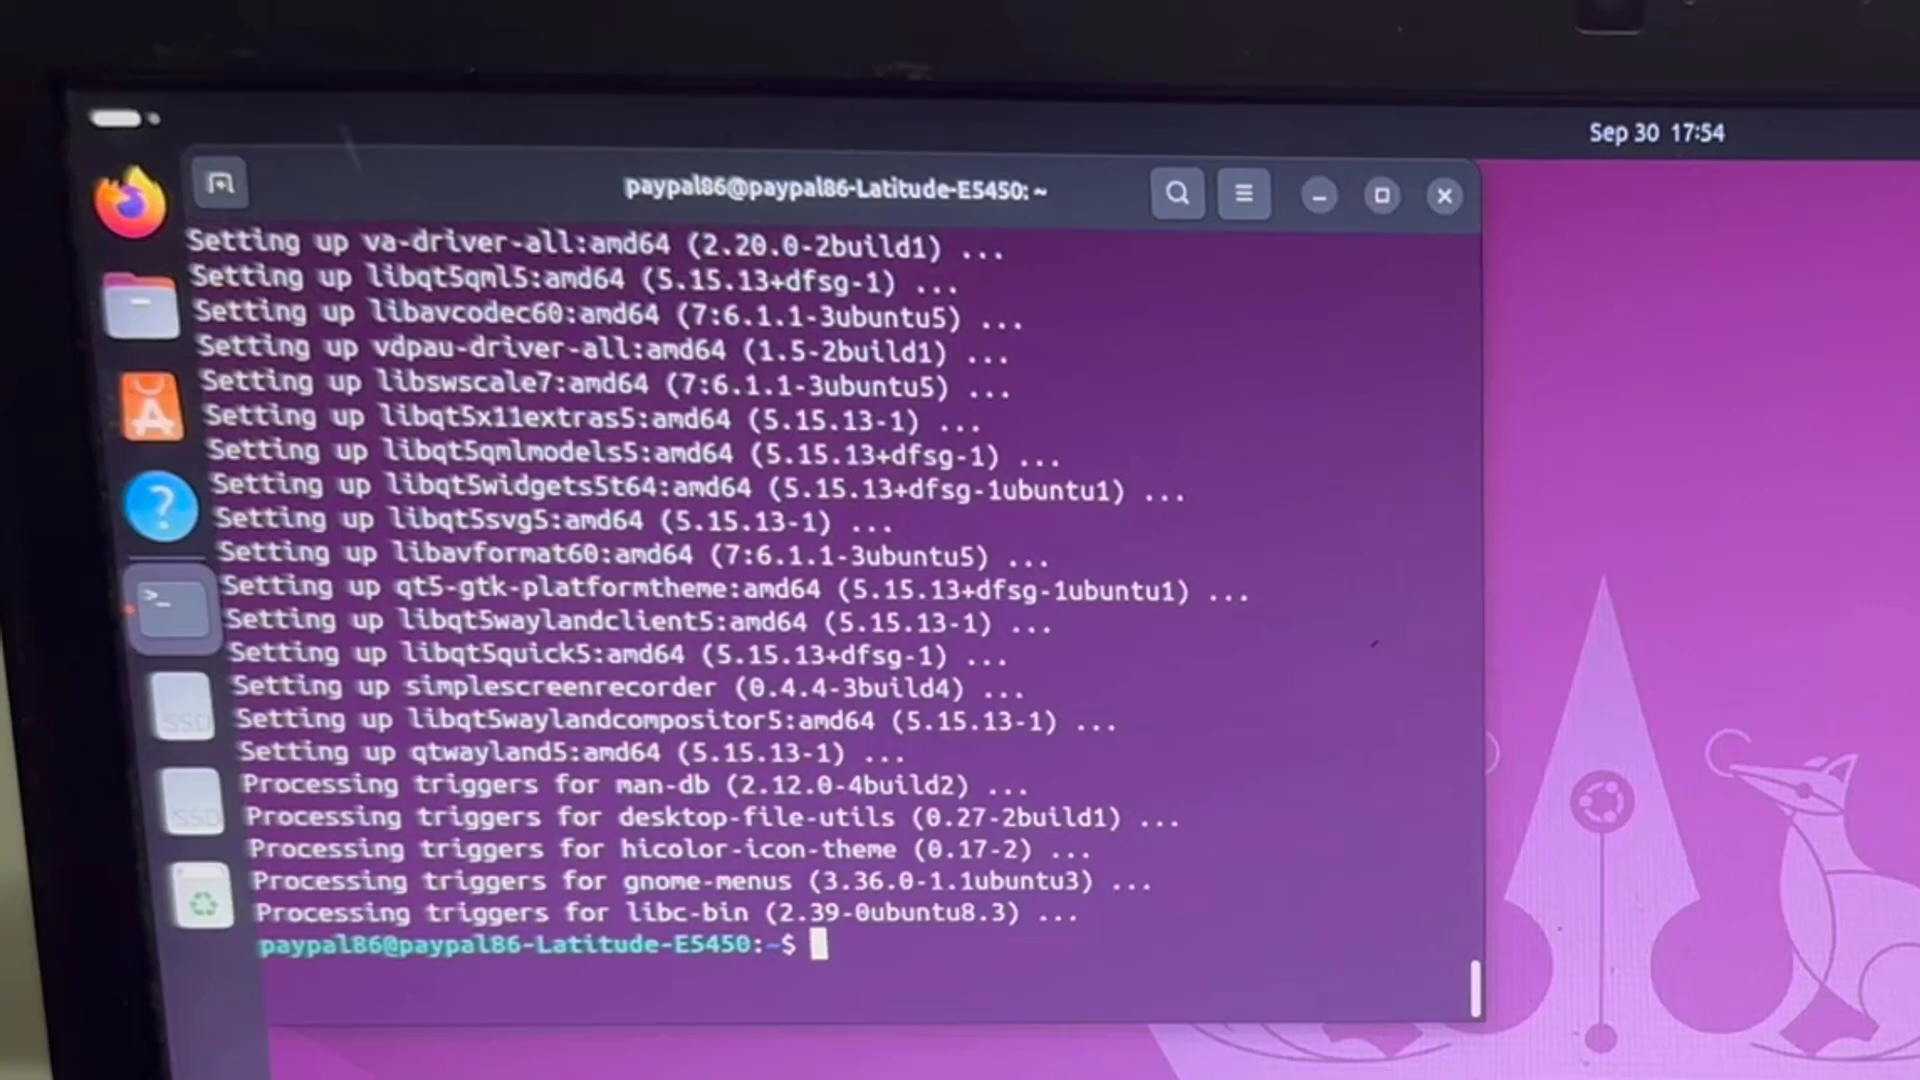 Sep 30 17:54
paypal86@paypal86-Latitude-E5450: ~
Setting up va-driver-all:amd64 (2.20.0-2build1) ...
Setting up libqt5qml5:amd64 (5.15.13+dfsg-1) ...
Setting up libavcodec60:amd64 (7:6.1.1-3ubuntu5) ...
Setting up vdpau-driver-all:amd64 (1.5-2build1) ...
Setting up libswscale7:amd64 (7:6.1.1-3ubuntu5) ...
Setting up libqt5x11extras5:amd64 (5.15.13-1) ...
Setting up libqt5qmlmodels5:amd64 (5.15.13+dfsg-1) ...
Setting up libqt5widgets5t64:amd64 (5.15.13+dfsg-1ubuntu1) ...
Setting up libqt5svg5:amd64 (5.15.13-1) ...
Setting up libavformat60:amd64 (7:6.1.1-3ubuntu5) ...
Setting up qt5-gtk-platformtheme:amd64 (5.15.13+dfsg-1ubuntu1) ...
Setting up libqt5waylandclient5:amd64 (5.15.13-1) ...
Setting up libqt5quick5:amd64 (5.15.13+dfsg-1) ...
Setting up simplescreenrecorder (0.4.4-3build4) ...
Setting up libqt5waylandcompositor5:amd64 (5.15.13-1) ...
Setting up qtwayland5:amd64 (5.15.13-1) ...
Processing triggers for man-db (2.12.0-4build2) ...
Processing triggers for desktop-file-utils (0.27-2build1) ...
Processing triggers for hicolor-icon-theme (0.17-2) ...
Processing triggers for gnome-menus (3.36.0-1.1ubuntu3) ...
Processing triggers for libc-bin (2.39-0ubuntu8.3) ...
paypal86@paypal86-Latitude-E5450:~$
SSD
SSD